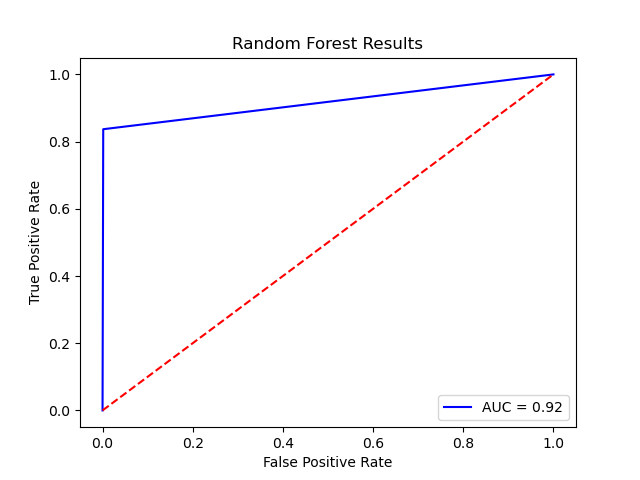 Random Forest Results
1.0
0.8
0.6
0.4
0.2
0.0
True Positive Rate
AUC = 0.92
0.0 0.2 0.4 0.6 0.8 1.0
False Positive Rate